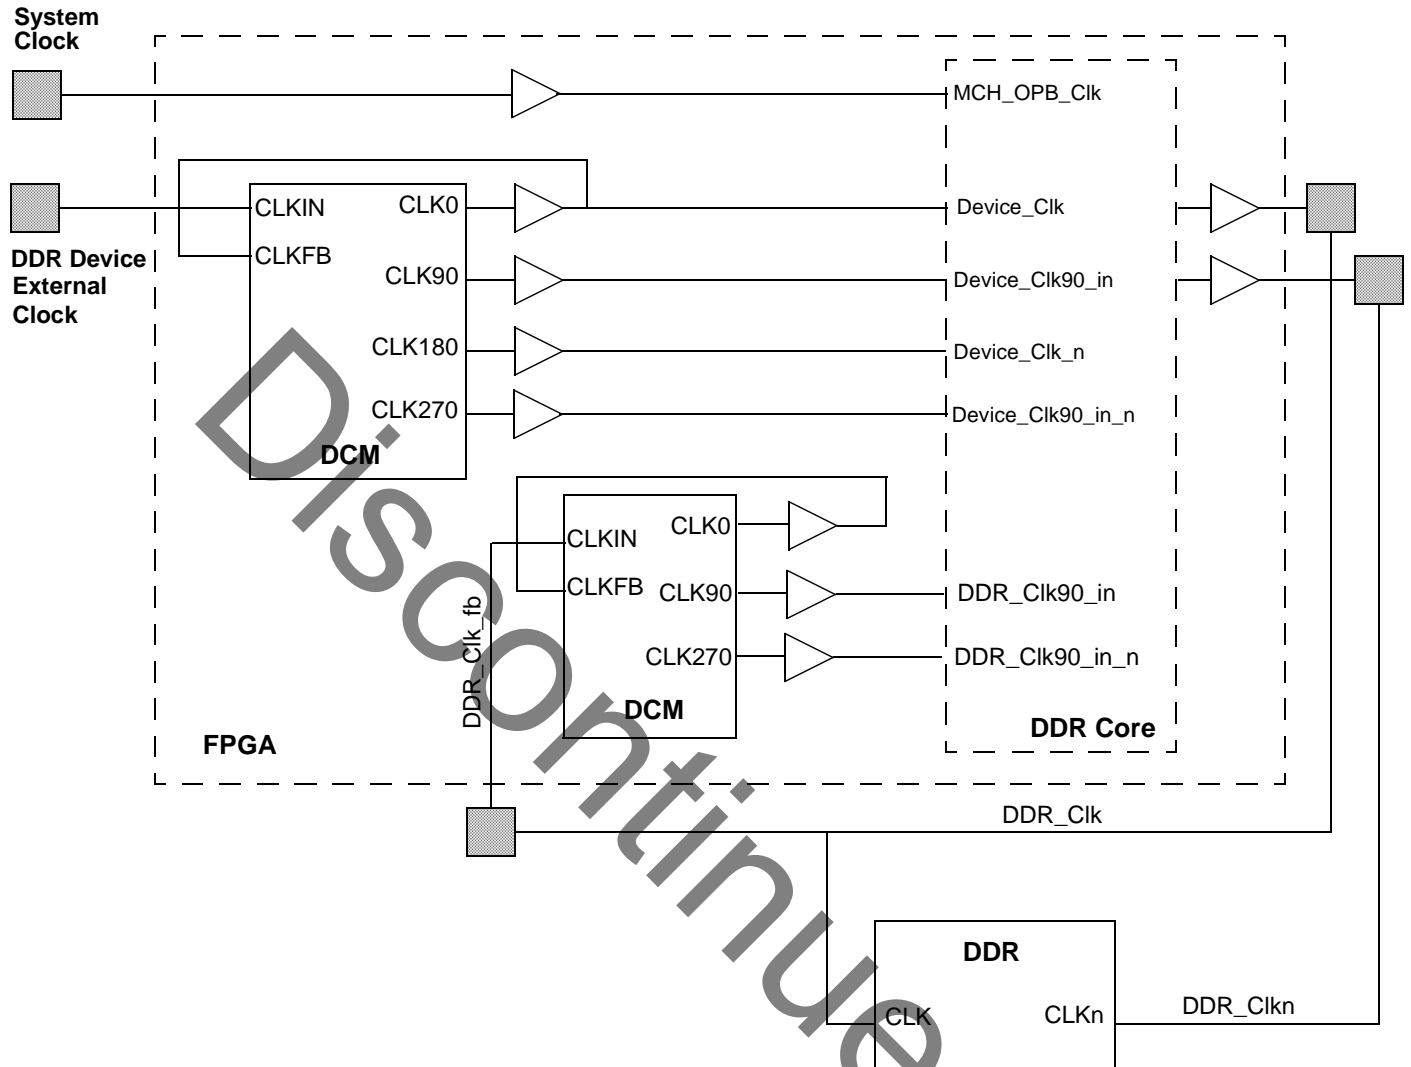 System
Clock
MCH_OPB_Clk
CLKIN
CLK0
Device_Clk
CLKFB
DDR Device
External
Clock
CLK90
Device_Clk90_in
CLK180
Device_Clk_n
CLK270
Device_Clk90_in_n
DCM
CLKIN
CLK0
CLKFB
CLK90
DDR_Clk90_in
DDR_Clk_fb
CLK270
DDR_Clk90_in_n
DCM
DDR Core
FPGA
DDR_Clk
DDR
CLK
CLKn
DDR_Clkn
Discontinue